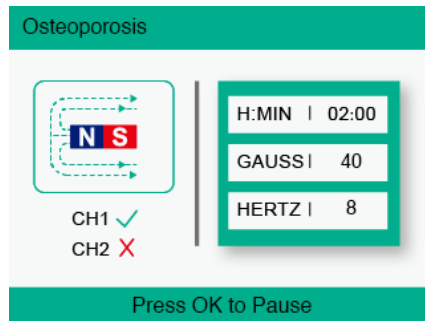 Osteoporosis
N S
CH1
CH2
H:MIN | 02:00
GAUSS | 40
HERTZ | 8
Press OK to Pause